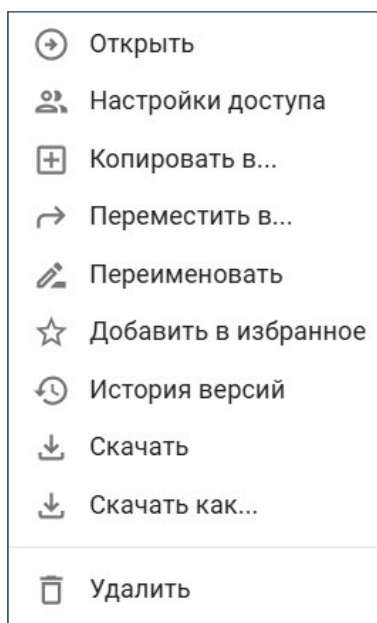 Открыть
Настройки доступа
Копировать в...
Переместить в...
Переименовать
Добавить в избранное
История версий
Скачать
Скачать как...
Удалить